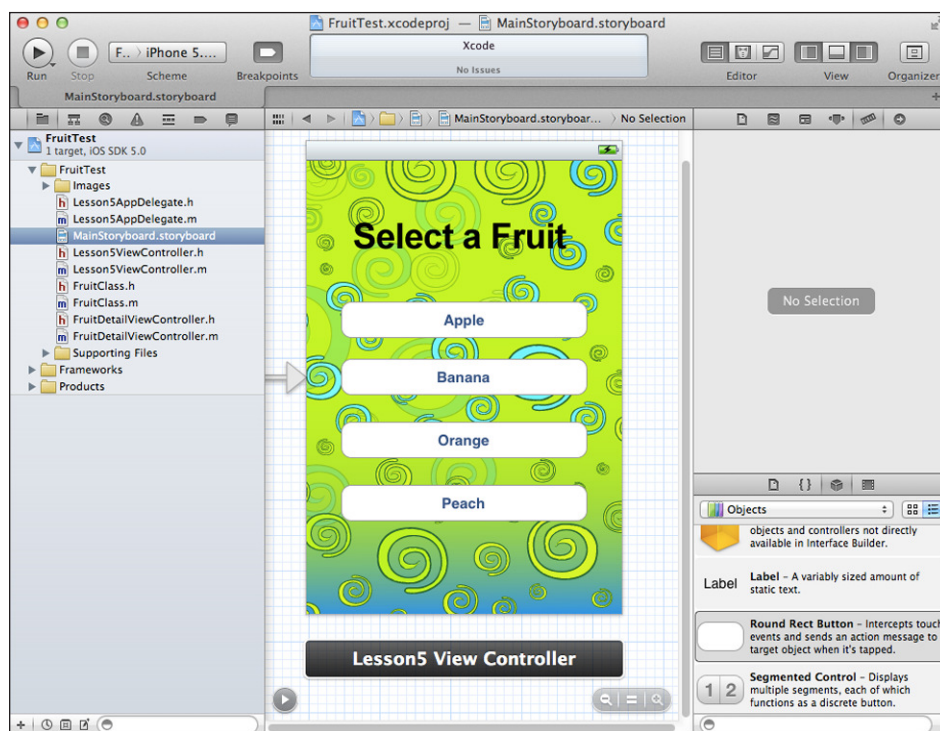 FruitTest.xcodeproj — MainStoryboard.storyboard
F.. iPhone 5....
Xcode
No Issues
Run
Stop
Scheme
Breakpoints
Editor
View
Organizer
MainStoryboard.storyboard
MainStoryboard.storyboar...
No Selection
FruitTest
1 target, iOS SDK 5.0
FruitTest
Images
Lesson5AppDelegate.h
Lesson5AppDelegate.m
MainStoryboard.storyboard
Lesson5ViewController.h
Lesson5ViewController.m
FruitClass.h
FruitClass.m
FruitDetailViewController.h
FruitDetailViewController.m
Supporting Files
Frameworks
Products
Select a Fruit
Apple
Banana
Orange
Peach
Lesson5 View Controller
No Selection
Objects
objects and controllers not directly
available in Interface Builder.
Label
Label – A variably sized amount of
static text.
Round Rect Button – Intercepts touch
events and sends an action message to
target object when it's tapped.
1 2
Segmented Control – Displays
multiple segments, each of which
functions as a discrete button.